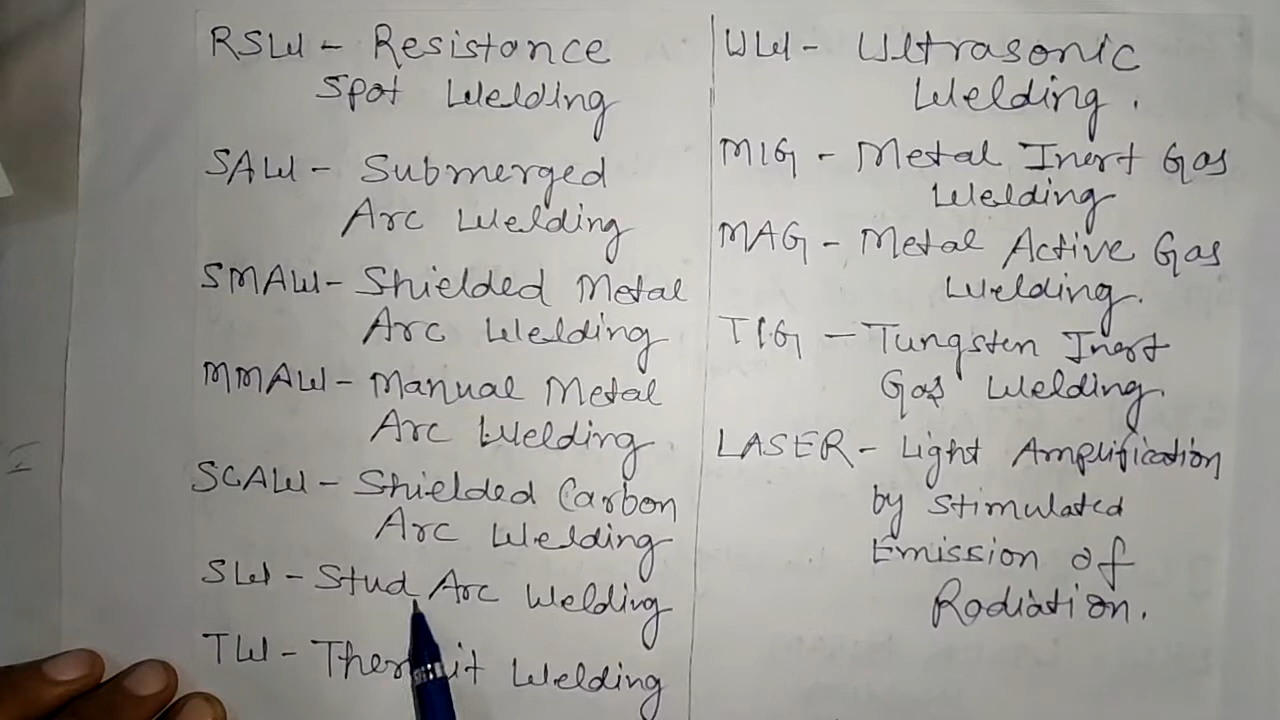 RSW - Resistance
Spot Welding
SAW - Submerged
Arc Welding
SMAW - Shielded Metal
Arc Welding
MMAW - Manual Metal
Arc Welding
SCAW - Shielded Carbon
Arc Welding
SW - Stud Arc Welding
TW - Ther it Welding
UW - Ultrasonic
Welding.
MIG - Metal Inert Gas
Welding
MAG - Metal Active Gas
Welding.
TIG - Tungsten Inert
Gas Welding.
LASER - Light Amplification
by Stimulated
Emission of
Radiation.